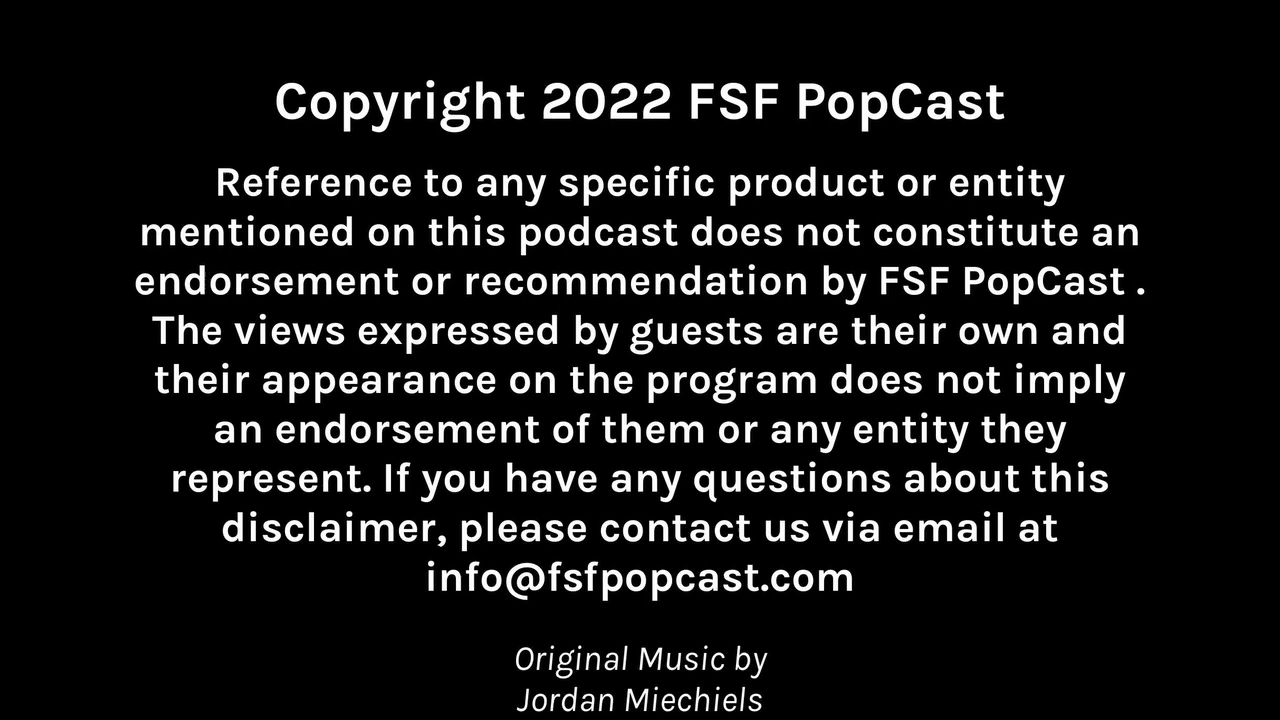 Copyright 2022 FSF PopCast
Reference to any specific product or entity
mentioned on this podcast does not constitute an
endorsement or recommendation by FSF PopCast .
The views expressed by guests are their own and
their appearance on the program does not imply
an endorsement of them or any entity they
represent. If you have any questions about this
disclaimer, please contact us via email at
info@fsfpopcast.com
Original Music by
Jordan Miechiels